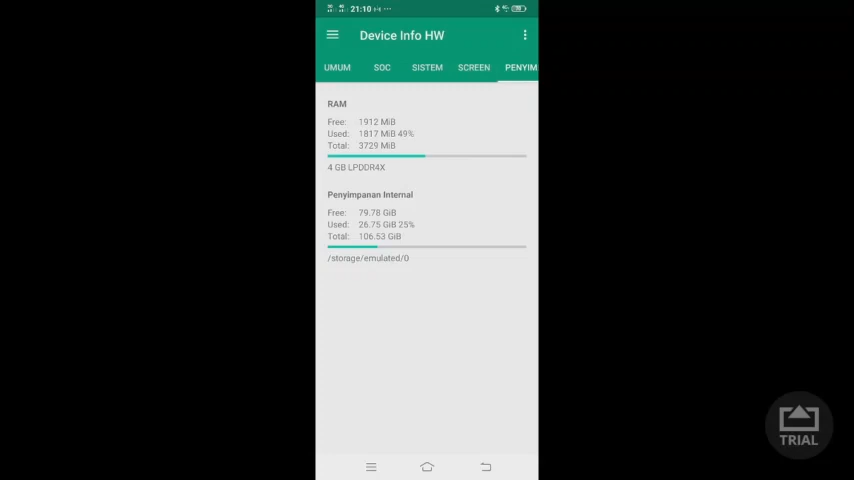 21:10
Device Info HW
UMUM SOC SISTEM SCREEN PENYIM
RAM
Free: 1912 MiB
Used: 1817 MiB 49%
Total: 3729 MiB
4 GB LPDDR4X
Penyimpanan Internal
Free: 79.78 GiB
Used: 26.75 GiB 25%
Total: 106.53 GiB
/storage/emulated/0
TRIAL